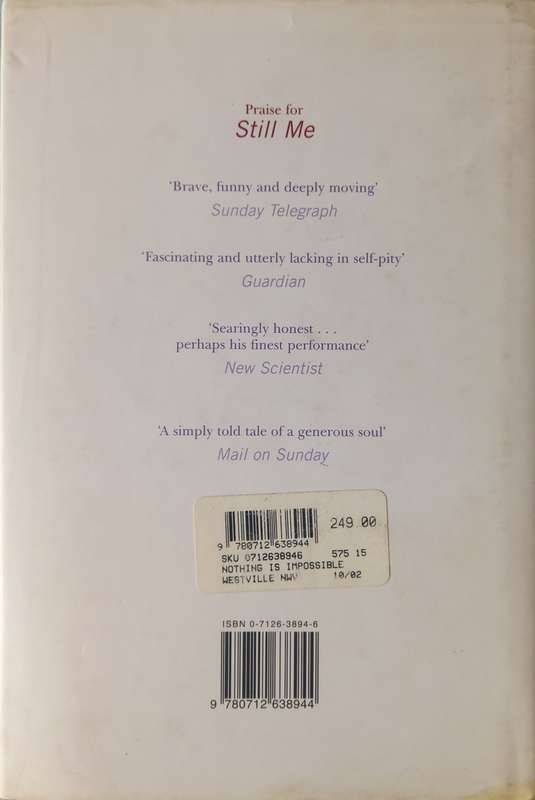 Praise for
Still Me
‘Brave, funny and deeply moving’
Sunday Telegraph
‘Fascinating and utterly lacking in self-pity’
Guardian
‘Searingly honest . . .
perhaps his finest performance’
New Scientist
‘A simply told tale of a generous soul’
Mail on Sunday
249.00
9 780712 638944
SKU 0712638946 575 15
NOTHING IS IMPOSSIBLE
WESTVILLE NWV 10/02
ISBN 0-7126-3894-6
9 780712 638944